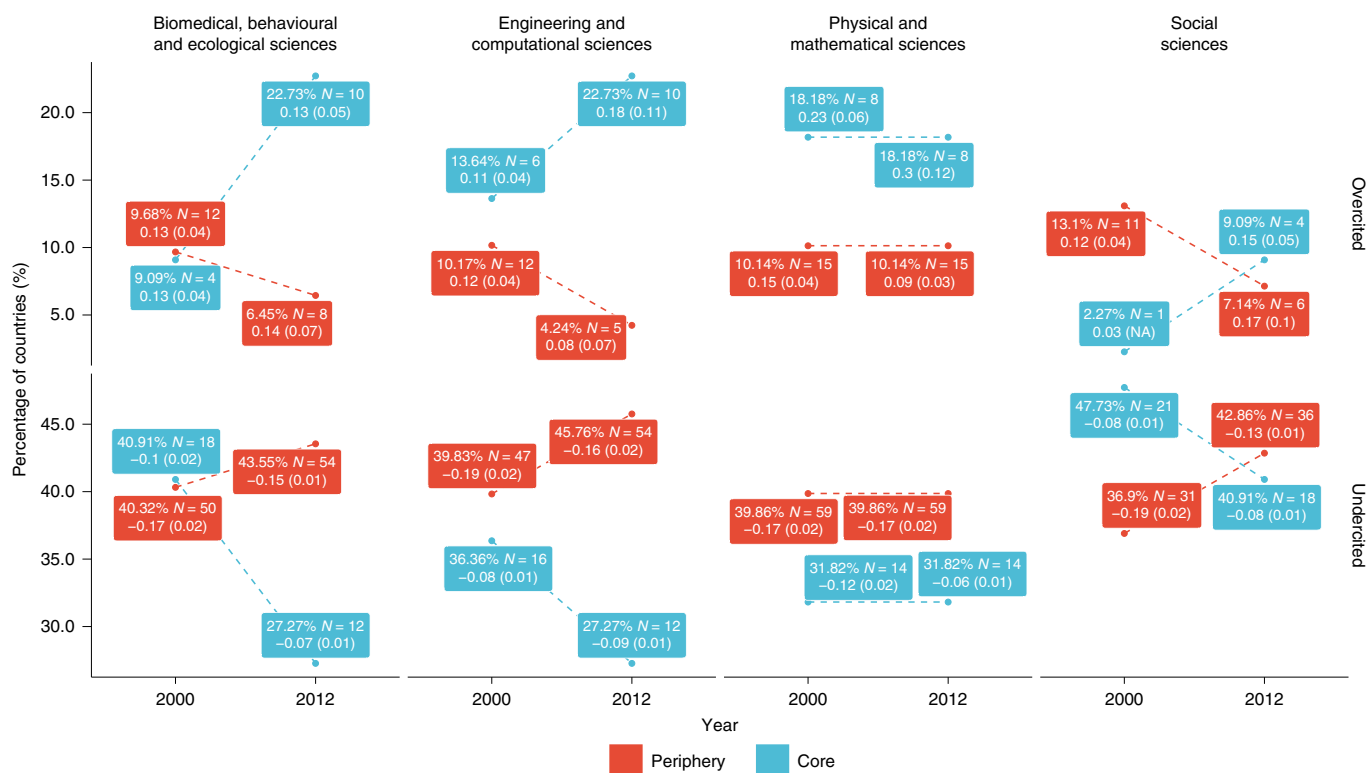 Biomedical, behavioural
and ecological sciences
Engineering and
computational sciences
Physical and
mathematical sciences
Social
sciences
Percentage of countries (%)
20.0
15.0
10.0
5.0
45.0
40.0
35.0
30.0
22.73% N = 10
0.13 (0.05)
9.68% N = 12
0.13 (0.04)
9.09% N = 4
0.13 (0.04)
6.45% N = 8
0.14 (0.07)
40.91% N = 18
−0.1 (0.02)
43.55% N = 54
−0.15 (0.01)
40.32% N = 50
−0.17 (0.02)
27.27% N = 12
−0.07 (0.01)
22.73% N = 10
0.18 (0.11)
13.64% N = 6
0.11 (0.04)
10.17% N = 12
0.12 (0.04)
4.24% N = 5
0.08 (0.07)
45.76% N = 54
−0.16 (0.02)
39.83% N = 47
−0.19 (0.02)
36.36% N = 16
−0.08 (0.01)
27.27% N = 12
−0.09 (0.01)
18.18% N = 8
0.23 (0.06)
18.18% N = 8
0.3 (0.12)
10.14% N = 15
0.15 (0.04)
10.14% N = 15
0.09 (0.03)
39.86% N = 59
−0.17 (0.02)
39.86% N = 59
−0.17 (0.02)
31.82% N = 14
−0.12 (0.02)
31.82% N = 14
−0.06 (0.01)
13.1% N = 11
0.12 (0.04)
9.09% N = 4
0.15 (0.05)
2.27% N = 1
0.03 (NA)
7.14% N = 6
0.17 (0.1)
47.73% N = 21
−0.08 (0.01)
42.86% N = 36
−0.13 (0.01)
36.9% N = 31
−0.19 (0.02)
40.91% N = 18
−0.08 (0.01)
Overcited
Undercited
2000
2012
2000
2012
2000
2012
2000
2012
Year
Periphery
Core